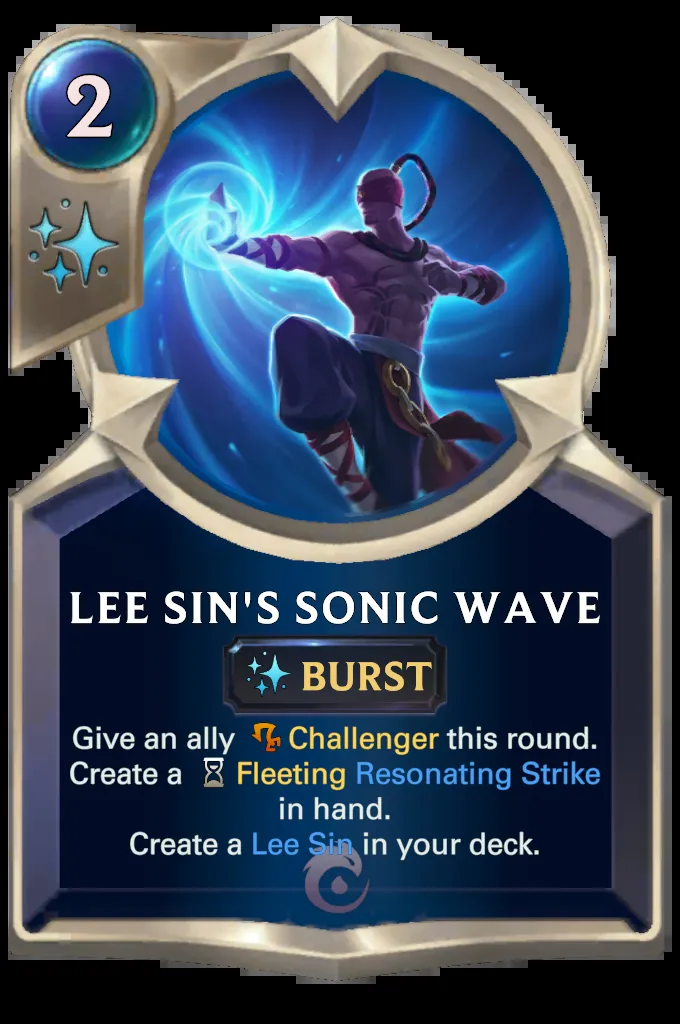 2
LEE SIN'S SONIC WAVE
BURST
Give an ally Challenger this round.
Create a Fleeting Resonating Strike
in hand.
Create a Lee Sin in your deck.